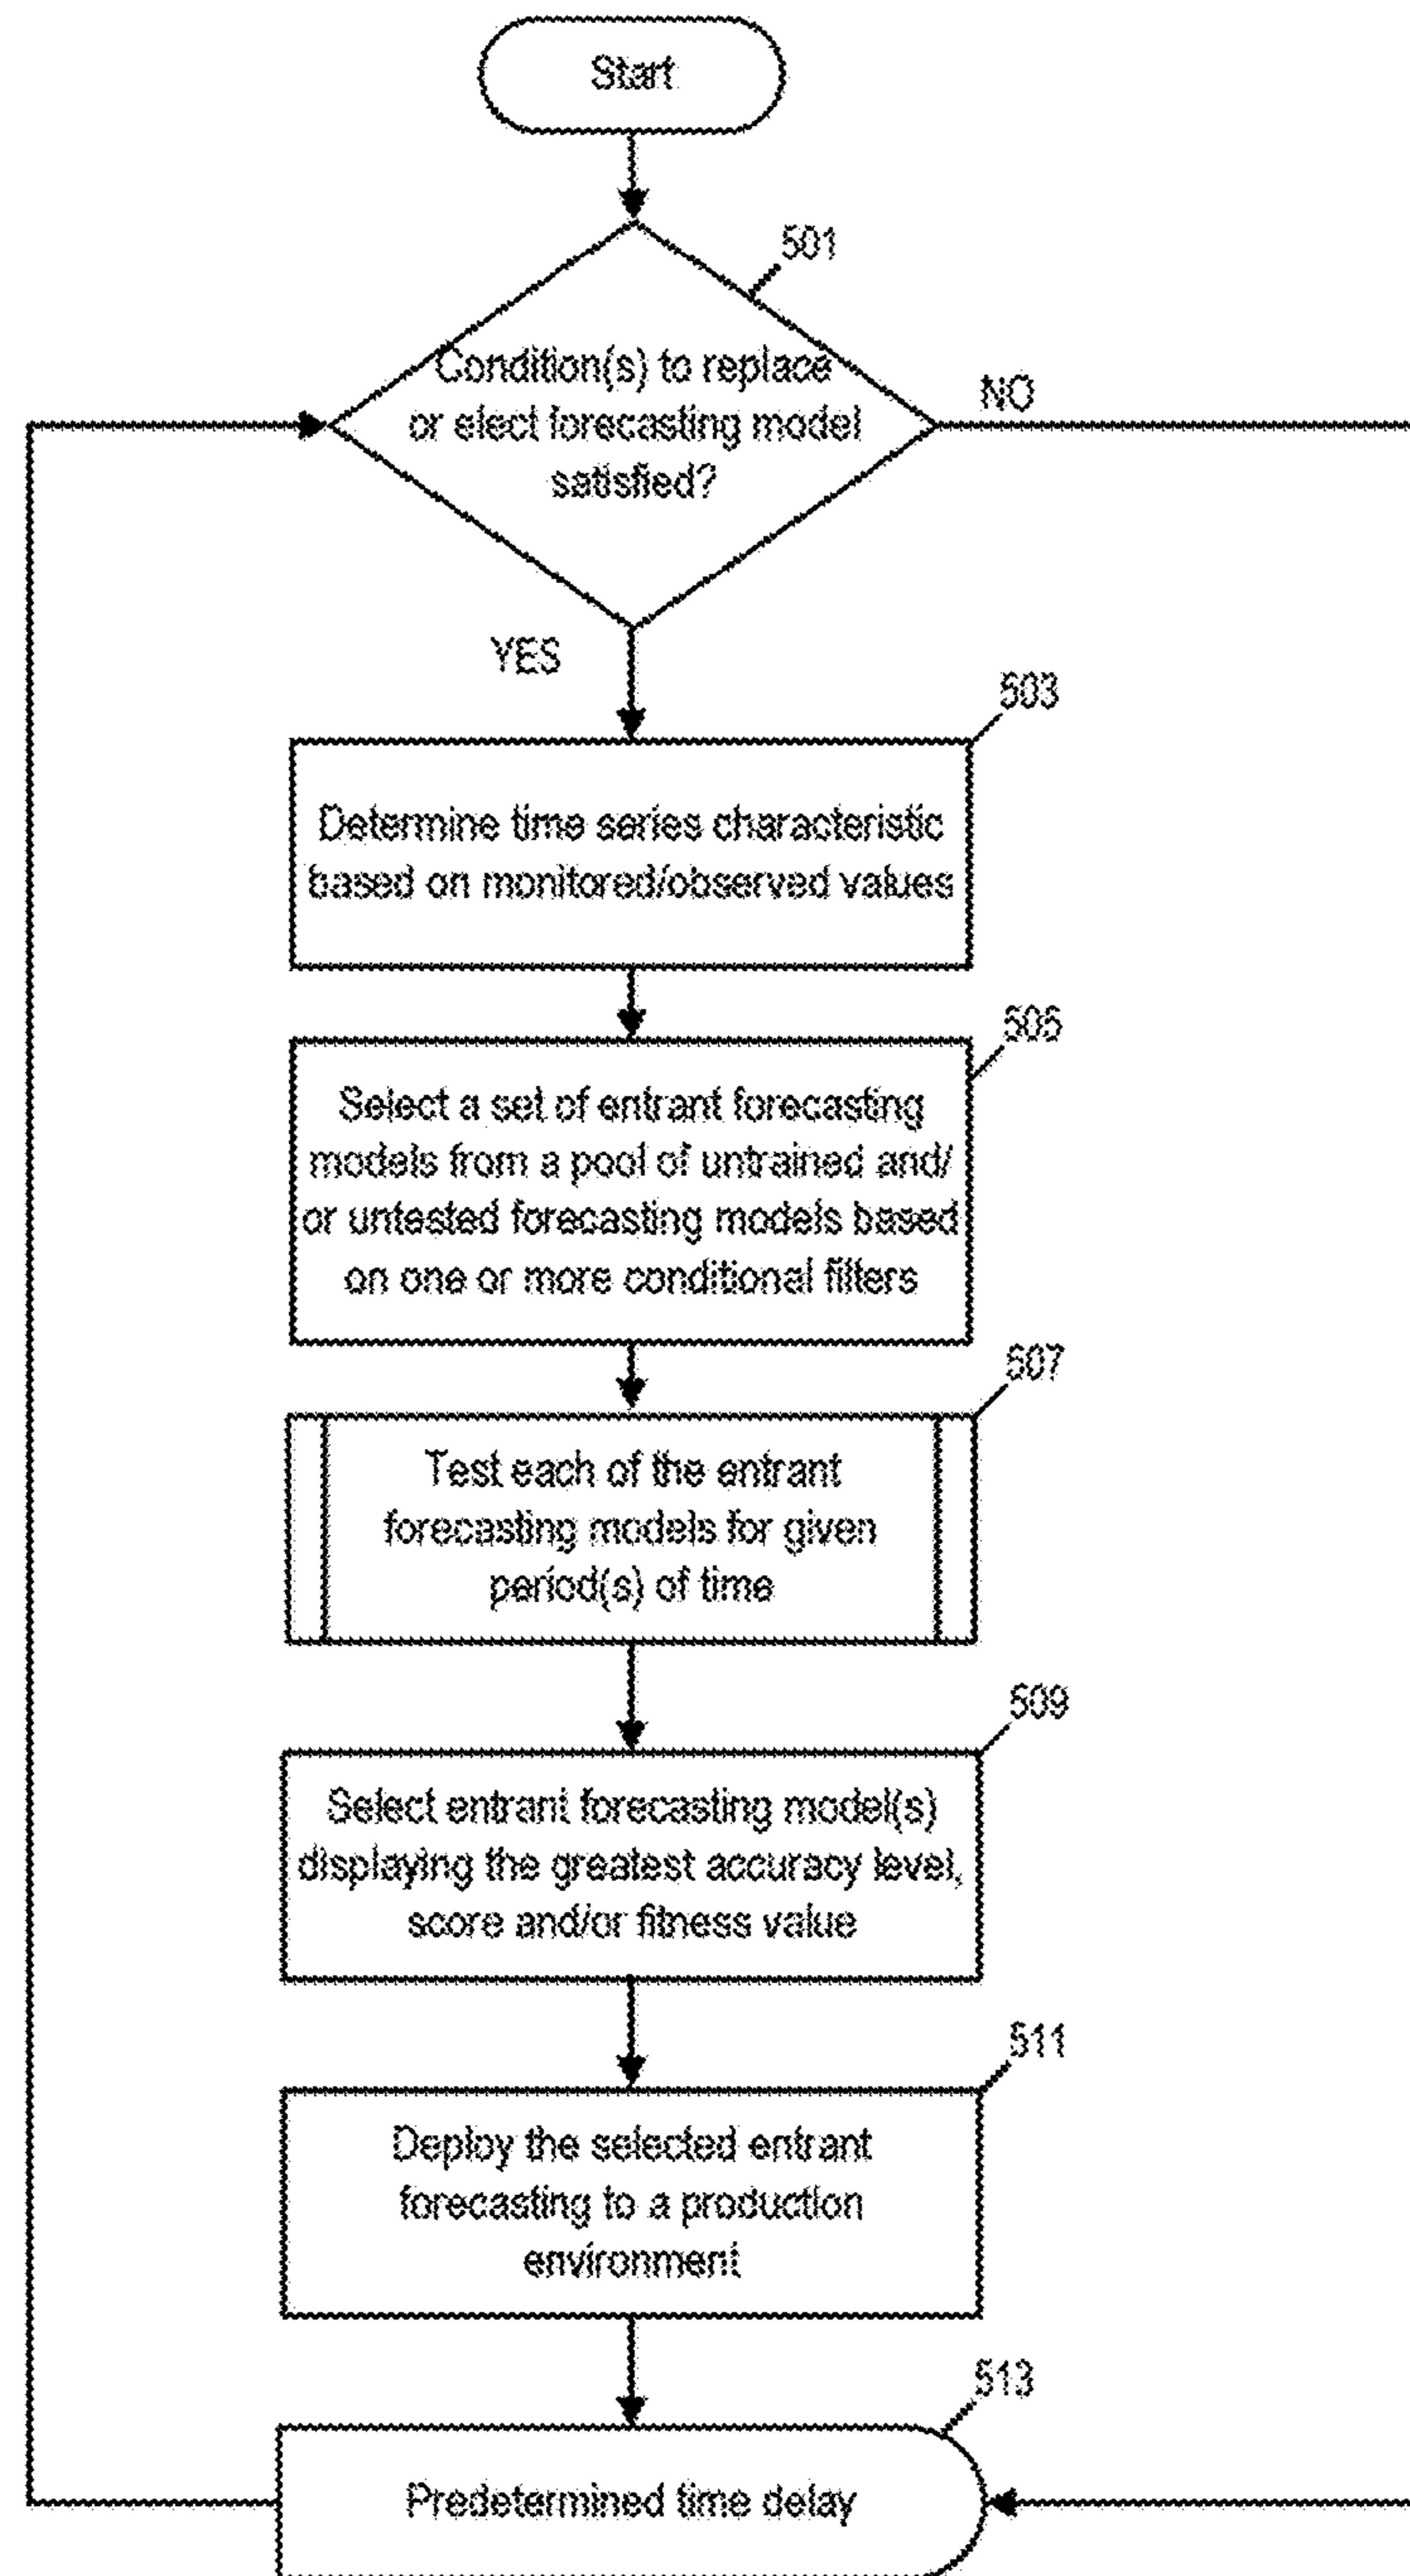 Start
501
Condition(s) to replace
or elect forecasting model
satisfied?
NO
YES
503
Determine time series characteristic
based on monitored/observed values
505
Select a set of entrant forecasting
models from a pool of untrained and/
or untested forecasting models based
on one or more conditional filters
507
Test each of the entrant
forecasting models for given
period(s) of time
509
Select entrant forecasting model(s)
displaying the greatest accuracy level,
score and/or fitness value
511
Deploy the selected entrant
forecasting to a production
environment
513
Predetermined time delay